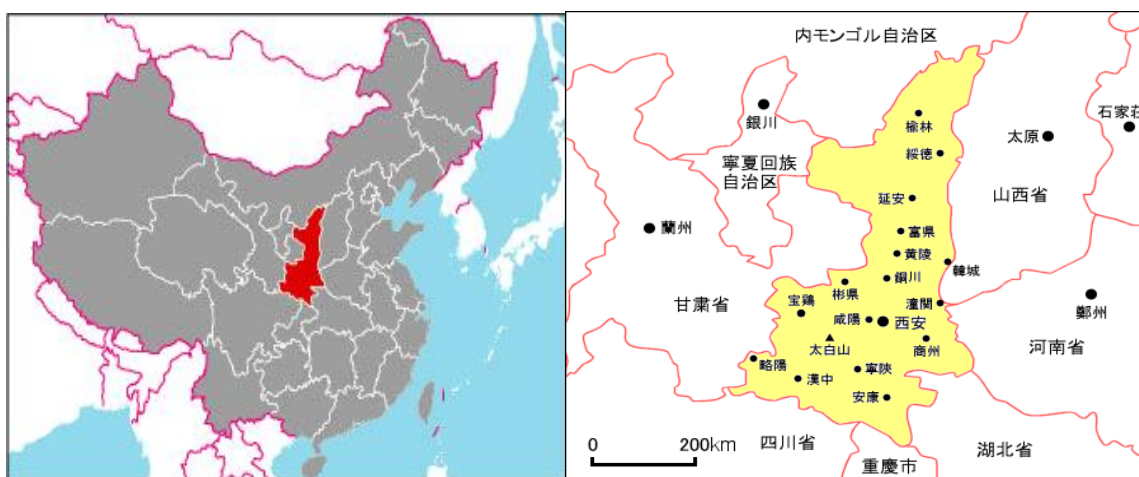 内モンゴル自治区
銀川
楡林
石家荘
太原
綏徳
寧夏回族
自治区
山西省
延安
蘭州
富県
黄陵
韓城
銅川
彬県
宝鶏
潼関
甘粛省
鄭州
咸陽
西安
太白山
商州
河南省
略陽
寧陝
漢中
安康
0
200km
四川省
湖北省
重慶市